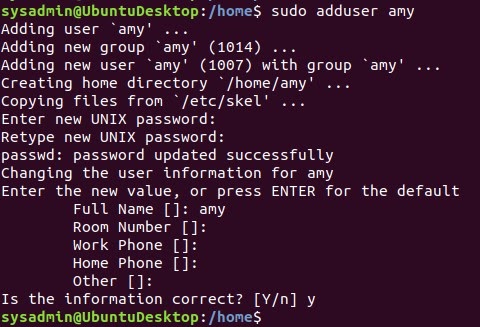 sysadmin@UbuntuDesktop:/home$ sudo adduser amy
Adding user `amy' ...
Adding new group `amy' (1014) ...
Adding new user `amy' (1007) with group `amy' ...
Creating home directory `/home/amy' ...
Copying files from `/etc/skel' ...
Enter new UNIX password:
Retype new UNIX password:
passwd: password updated successfully
Changing the user information for amy
Enter the new value, or press ENTER for the default
        Full Name []: amy
        Room Number []:
        Work Phone []:
        Home Phone []:
        Other []:
Is the information correct? [Y/n] y
sysadmin@UbuntuDesktop:/home$